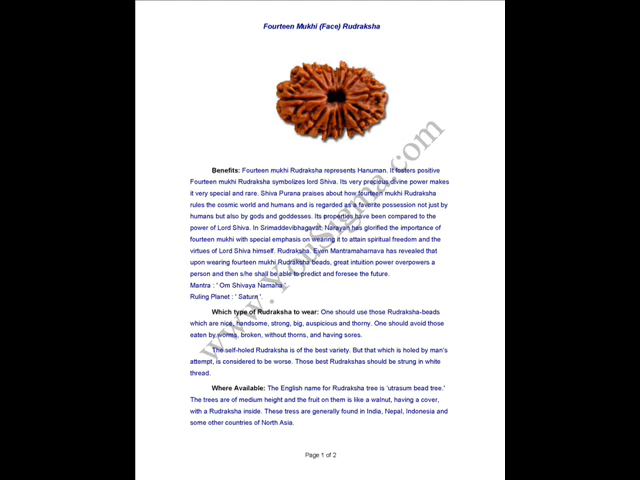 Fourteen Mukhi (Face) Rudraksha
Benefits: Fourteen mukhi Rudraksha represents Hanuman. It fosters positive
Fourteen mukhi Rudraksha symbolizes lord Shiva. Its very precious divine power makes
it very special and rare. Shiva Purana praises about how fourteen mukhi Rudraksha
rules the cosmic world and humans and is regarded as a favorite possession not just by
humans but also by gods and goddesses. Its properties have been compared to the
power of Lord Shiva. In Srimaddevibhagavat; Narayan has glorified the importance of
fourteen mukhi with special emphasis on wearing it to attain spiritual freedom and the
virtues of Lord Shiva himself. Rudraksha. Even Mantramaharnava has revealed that
upon wearing fourteen mukhi Rudraksha beads, great intuition power overpowers a
person and then s/he shall be able to predict and foresee the future.
Mantra : ' Om Shivaya Namaha '
Ruling Planet : ' Saturn '.
Which type of Rudraksha to wear: One should use those Rudraksha-beads
which are nice, handsome, strong, big, auspicious and thorny. One should avoid those
eaten by worms, broken, without thorns, and having sores.
The self-holed Rudraksha is of the best variety. But that which is holed by man's
attempt, is considered to be worse. Those best Rudrakshas should be strung in white
thread.
Where Available: The English name for Rudraksha tree is 'utrasum bead tree.'
The trees are of medium height and the fruit on them is like a walnut, having a cover,
with a Rudraksha inside. These tress are generally found in India, Nepal, Indonesia and
some other countries of North Asia.
www.YouSigma.com
Page 1 of 2